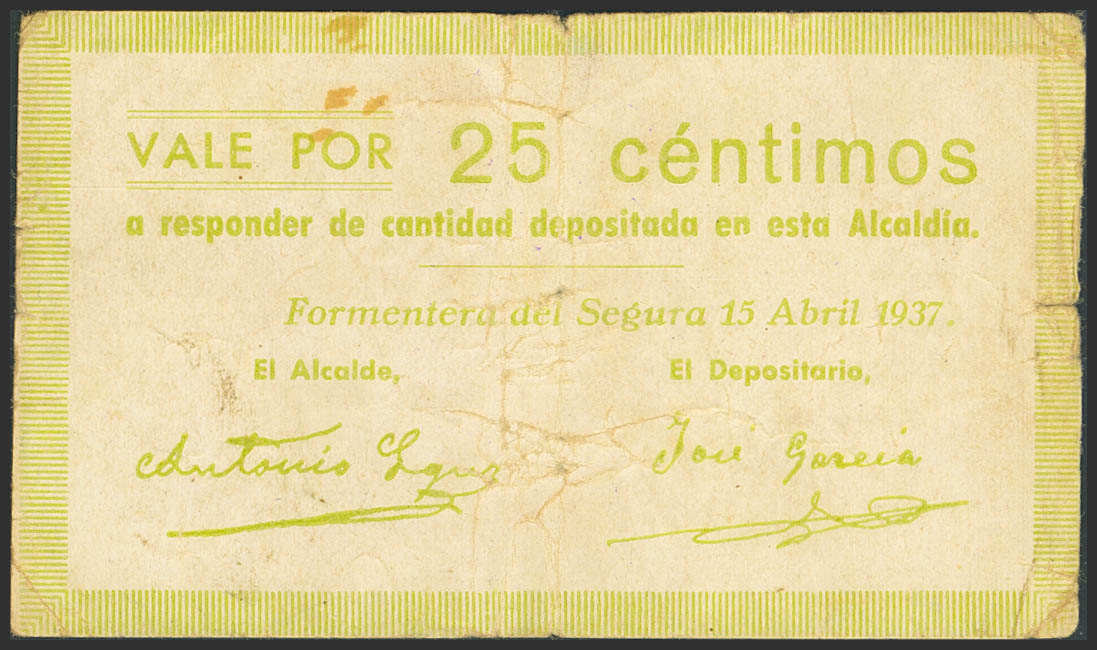 VALE POR 25 céntimos
a responder de cantidad depositada en esta Alcaldía.
Formentera del Segura 15 Abril 1937.
El Alcalde, El Depositario,
Antonio José García